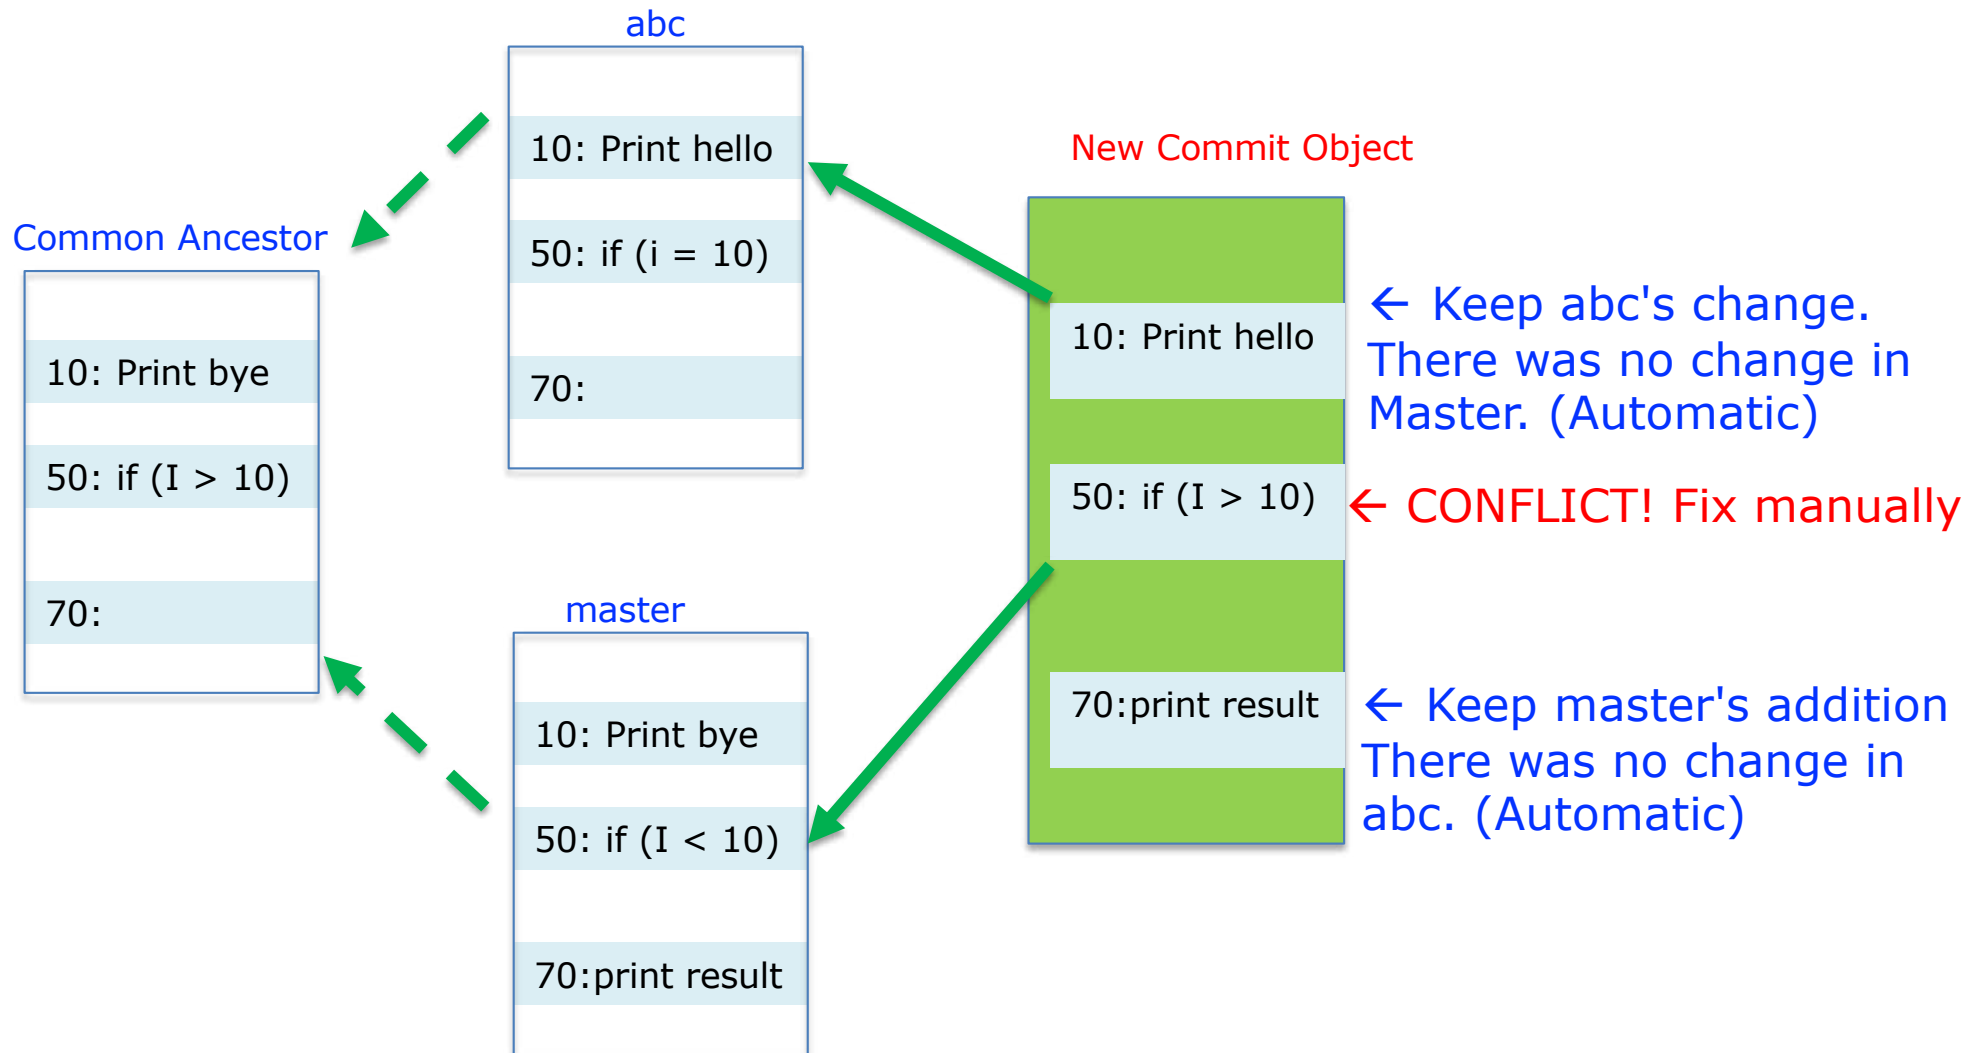 abc
10: Print hello
50: if (i = 10)
70:
Common Ancestor
10: Print bye
50: if (I > 10)
70:
master
10: Print bye
50: if (I < 10)
70:print result
New Commit Object
10: Print hello
50: if (I > 10)
70:print result
← Keep abc's change.
There was no change in
Master. (Automatic)
← CONFLICT! Fix manually
← Keep master's addition
There was no change in
abc. (Automatic)